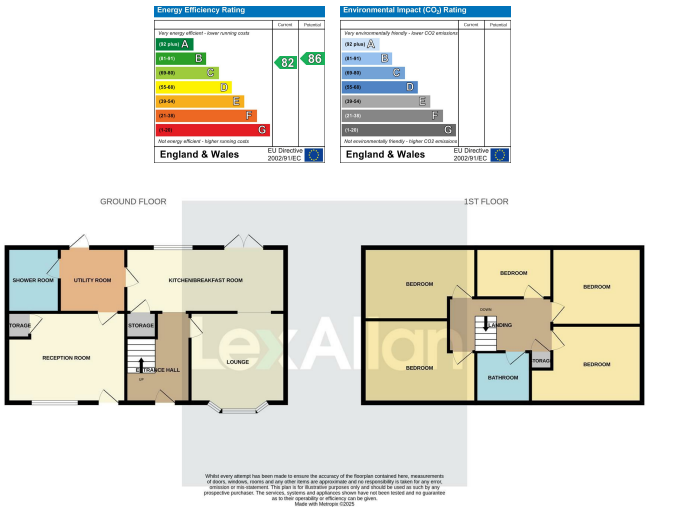 Energy Efficiency Rating
Current Potential
Very energy efficient - lower running costs
(92 plus) A
(81-91) B
(69-80) C
(55-68) D
(39-54) E
(21-38) F
(1-20) G
82
86
Not energy efficient - higher running costs
England & Wales
EU Directive
2002/91/EC
Environmental Impact (CO2) Rating
Current Potential
Very environmentally friendly - lower CO2 emissions
(92 plus) A
(81-91) B
(69-80) C
(55-68) D
(39-54) E
(21-38) F
(1-20) G
Not environmentally friendly - higher CO2 emissions
England & Wales
EU Directive
2002/91/EC
GROUND FLOOR
1ST FLOOR
SHOWER ROOM
UTILITY ROOM
KITCHEN/BREAKFAST ROOM
TORAGE
STORAGE
RECEPTION ROOM
ENTRANCE HALL
UP
LOUNGE
BEDROOM
BEDROOM
BEDROOM
DOWN
LANDING
BEDROOM
BATHROOM
TORAG
BEDROOM
LexAllan
Whilst every attempt has been made to ensure the accuracy of the floorplan contained here, measurements
of doors, windows, rooms and any other items are approximate and no responsibility is taken for any error,
omission or mis-statement. This plan is for illustrative purposes only and should be used as such by any
prospective purchaser. The services, systems and appliances shown have not been tested and no guarantee
as to their operability or efficiency can be given.
Made with Metropix ©2025